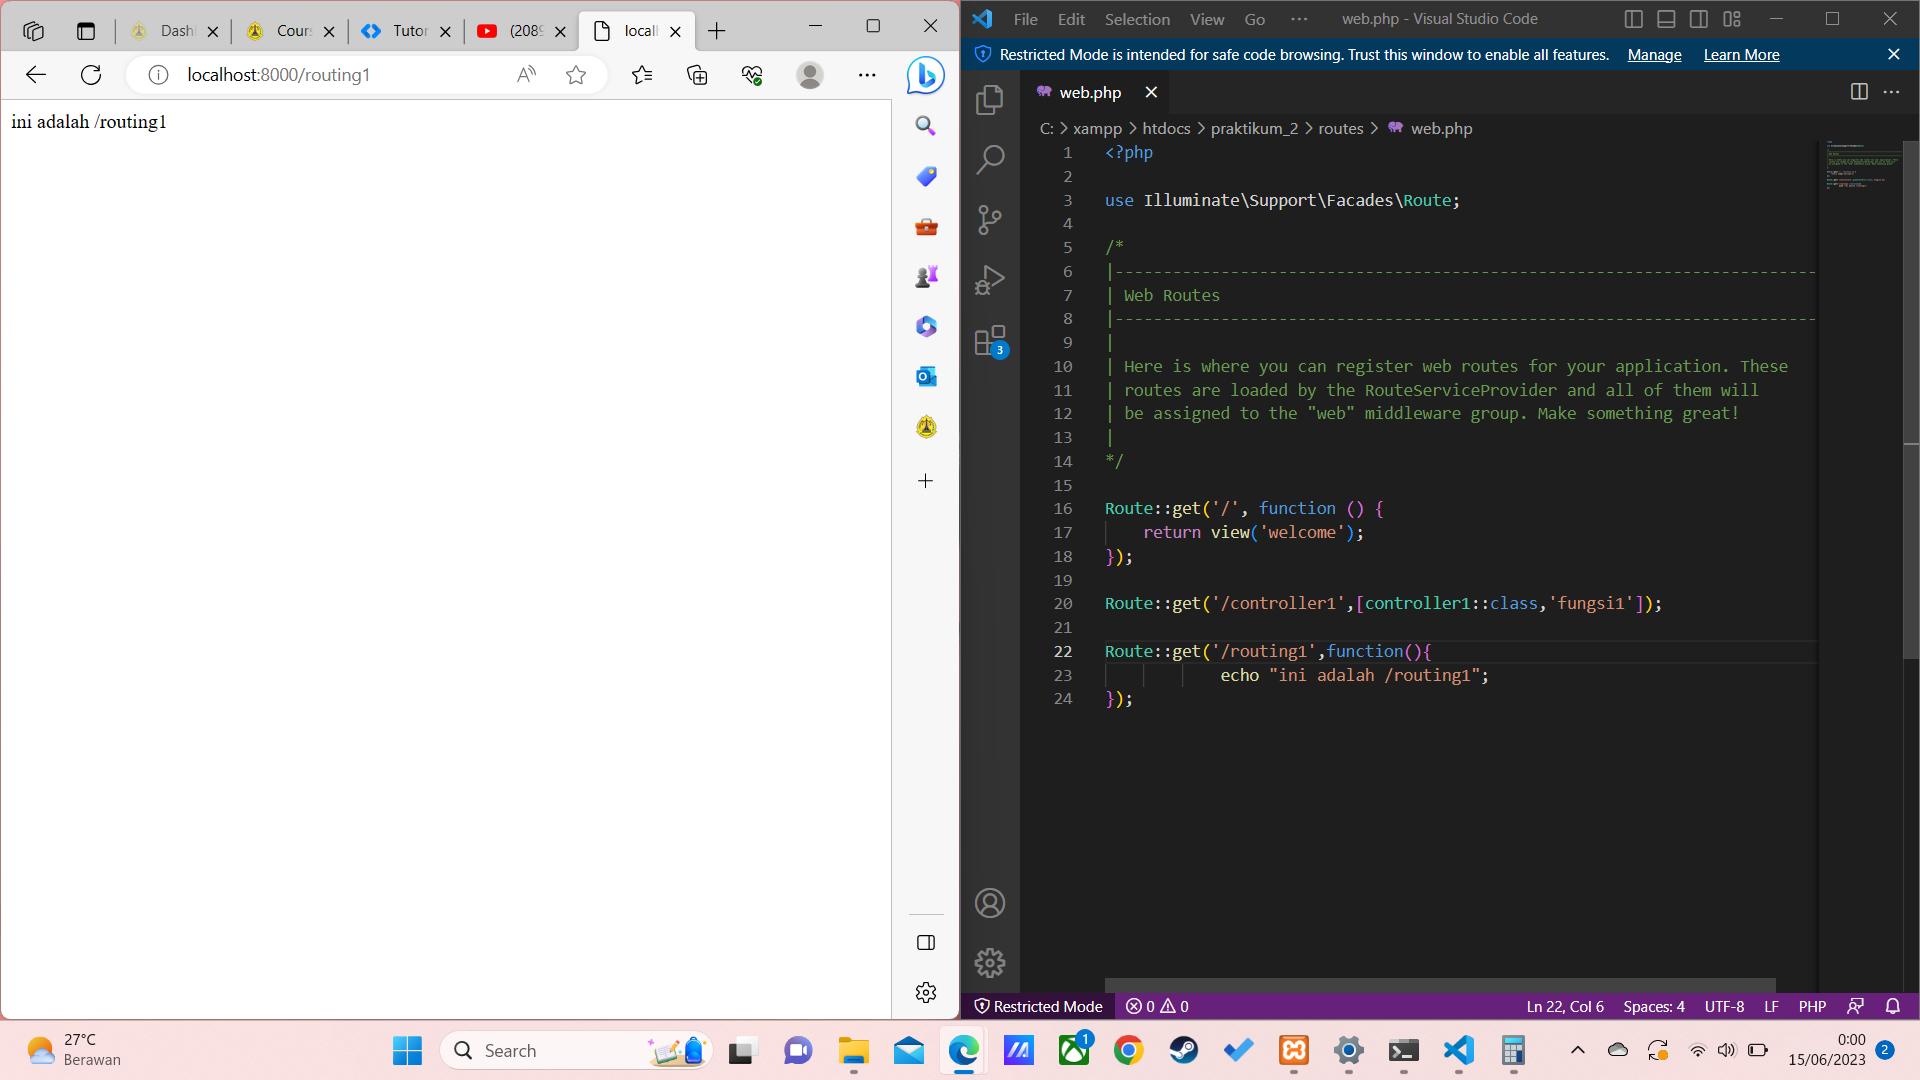 Dash
Cour
Tutor
(2089
locall
localhost:8000/routing1
ini adalah /routing1
File Edit Selection View Go ··· web.php - Visual Studio Code
Restricted Mode is intended for safe code browsing. Trust this window to enable all features. Manage Learn More
web.php
C: > xampp > htdocs > praktikum_2 > routes > web.php
1 <?php
2
3 use Illuminate\Support\Facades\Route;
4
5 /*
6 |--------------------------------------------------------------------------
7 | Web Routes
8 |--------------------------------------------------------------------------
9 |
10 | Here is where you can register web routes for your application. These
11 | routes are loaded by the RouteServiceProvider and all of them will
12 | be assigned to the "web" middleware group. Make something great!
13 |
14 */
15
16 Route::get('/', function () {
17 return view('welcome');
18 });
19
20 Route::get('/controller1',[controller1::class,'fungsi1']);
21
22 Route::get('/routing1',function(){
23 echo "ini adalah /routing1";
24 });
3
Restricted Mode 0 0 Ln 22, Col 6 Spaces: 4 UTF-8 LF PHP
27°C
Berawan
Search
1
0:00
15/06/2023
2